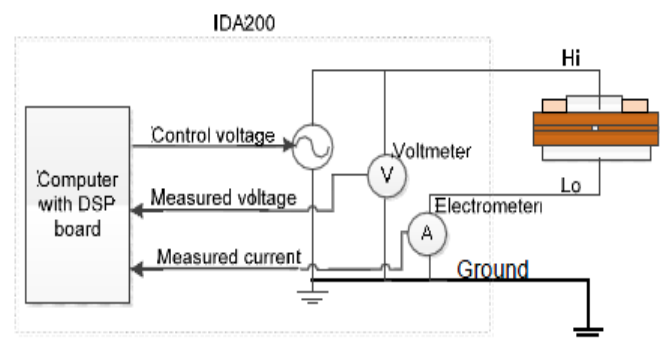 IDA200
Hi
Control voltage
Voltmeter
V
Computer
with DSP
board
Measured voltage
Lo
Electrometer
A
Measured current
Ground